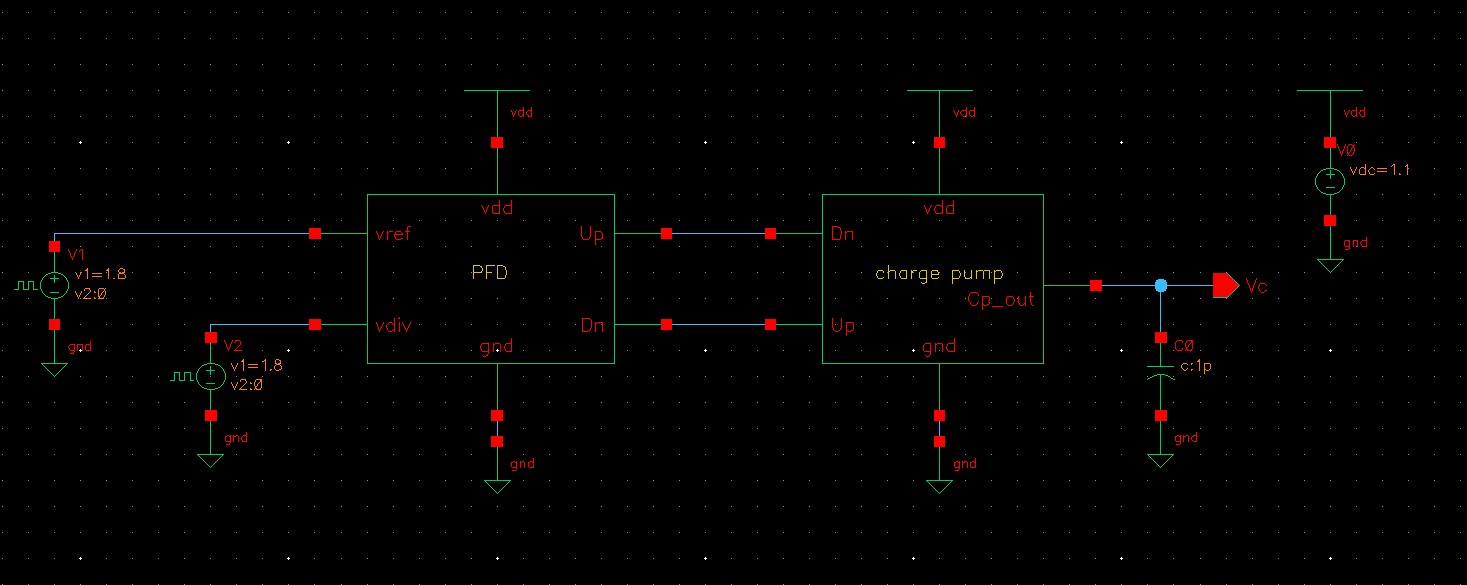 vdd
vdd
vdd
V0
vdc=1.1
vdd
vdd
vref
Up
Dn
V1
v1=1.8
v2:0
PFD
charge pump
gnd
Cp_out
Vc
vdiv
Dn
Up
gnd
V2
v1=1.8
v2:0
gnd
gnd
C0
c:1p
gnd
gnd
gnd
gnd
gnd